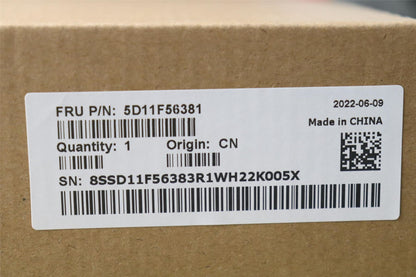 FRU P/N: 5D11F56381
2022-06-09
Made in CHINA
Quantity: 1 Origin: CN
SN: 8SSD11F56383R1WH22K005X